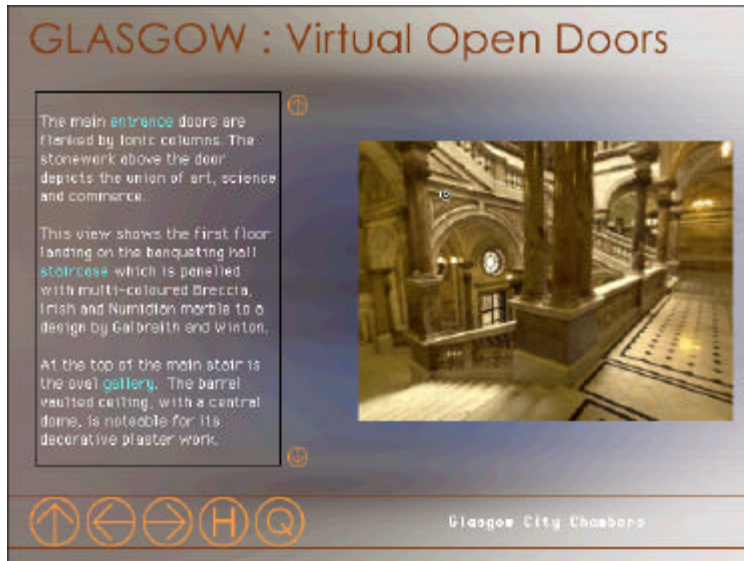 GLASGOW : Virtual Open Doors
The main entrance doors are
flanked by Ionic columns. The
stonework above the door
depicts the union of art, science
and commerce.
This view shows the first floor
landing on the banqueting hall
staircase which is panelled
with multi-coloured Breccia,
Irish and Numidian marble to a
design by Galbraith and Winton.
At the top of the main stair is
the oval gallery. The barrel
vaulted ceiling, with a central
dome, is noteable for its
decorative plaster work.
H Q
Glasgow City Chambers